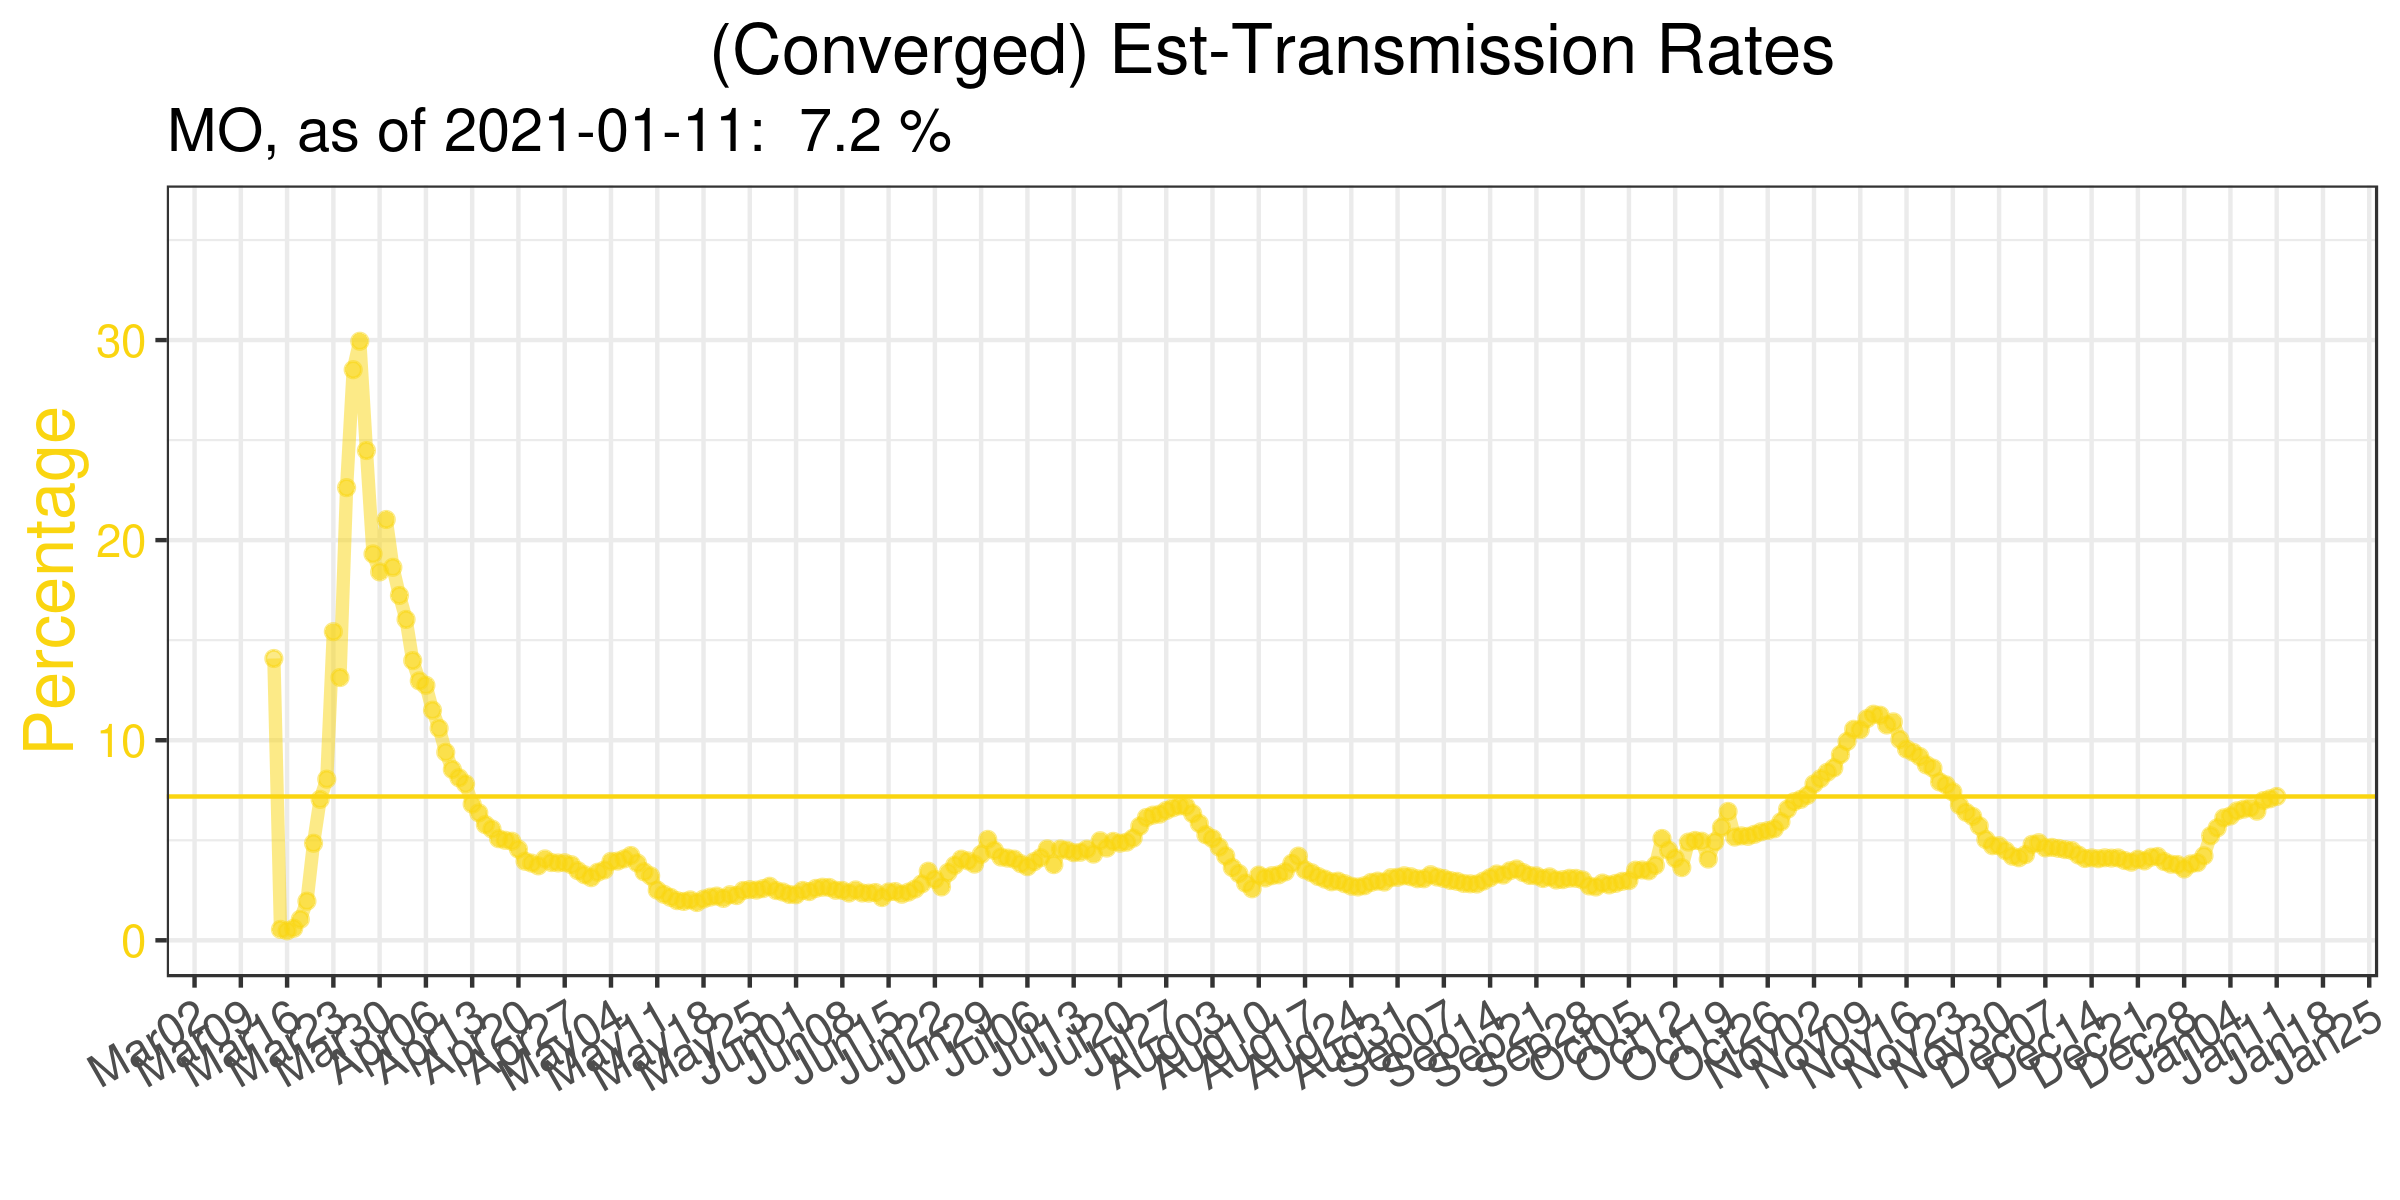 (Converged) Est-Transmission Rates
MO, as of 2021-01-11:  7.2 %
Percentage
30
20
10
0
Mar02
Mar09
Mar16
Mar23
Mar30
Apr06
Apr13
Apr20
Apr27
May04
May11
May18
May25
Jun01
Jun08
Jun15
Jun22
Jun29
Jul06
Jul13
Jul20
Jul27
Aug03
Aug10
Aug17
Aug24
Aug31
Sep07
Sep14
Sep21
Sep28
Oct05
Oct12
Oct19
Oct26
Nov02
Nov09
Nov16
Nov23
Nov30
Dec07
Dec14
Dec21
Dec28
Jan04
Jan11
Jan18
Jan25